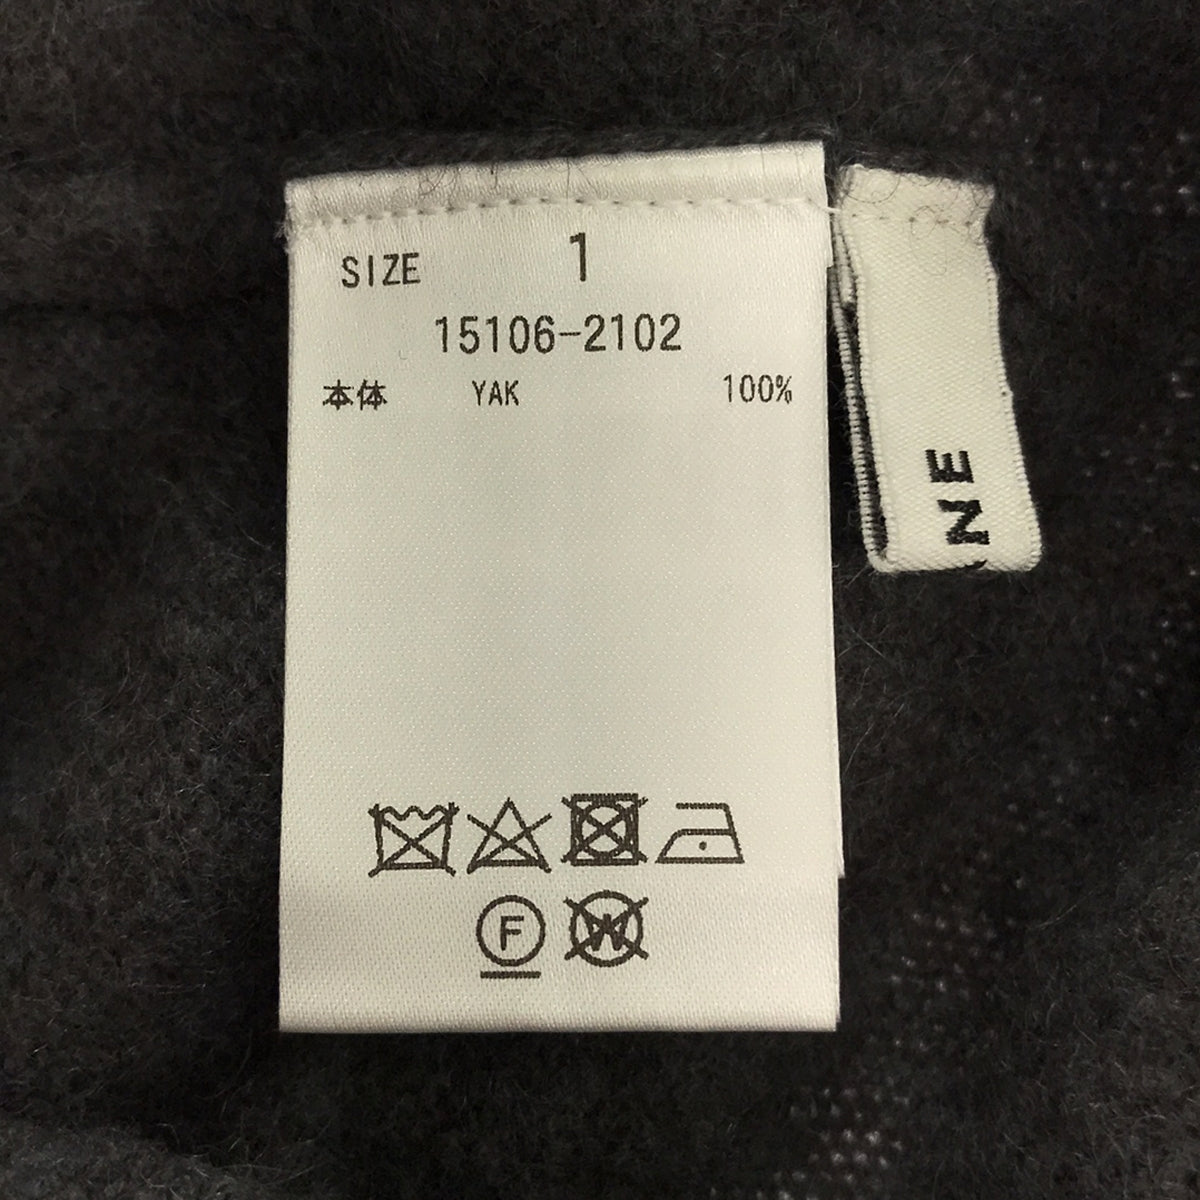 SIZE 1
15106-2102
本体 YAK 100%
F
W
NE